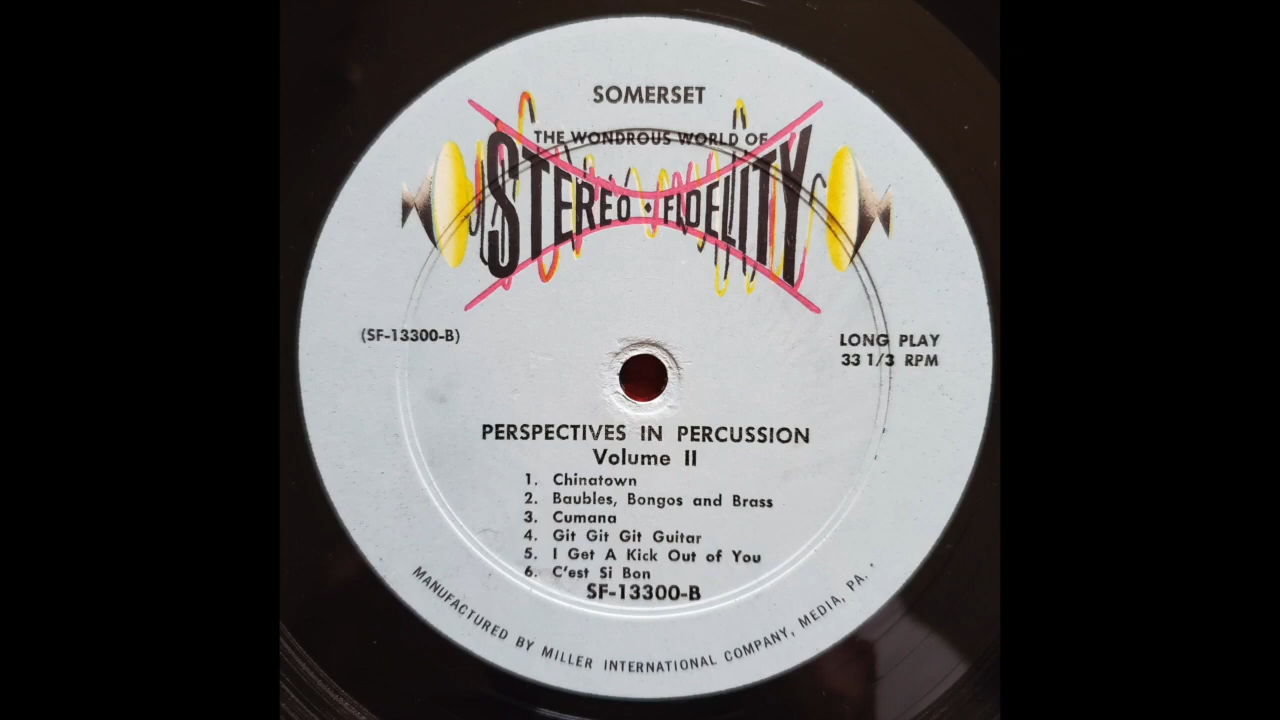 SOMERSET
THE WONDROUS WORLD OF
STEREO · FIDELITY
(SF-13300-B)
LONG PLAY
33 1/3 RPM
PERSPECTIVES IN PERCUSSION
Volume II
1. Chinatown
2. Baubles, Bongos and Brass
3. Cumana
4. Git Git Git Guitar
5. I Get A Kick Out of You
6. C'est Si Bon
SF-13300-B
MANUFACTURED BY MILLER INTERNATIONAL COMPANY, MEDIA, PA.